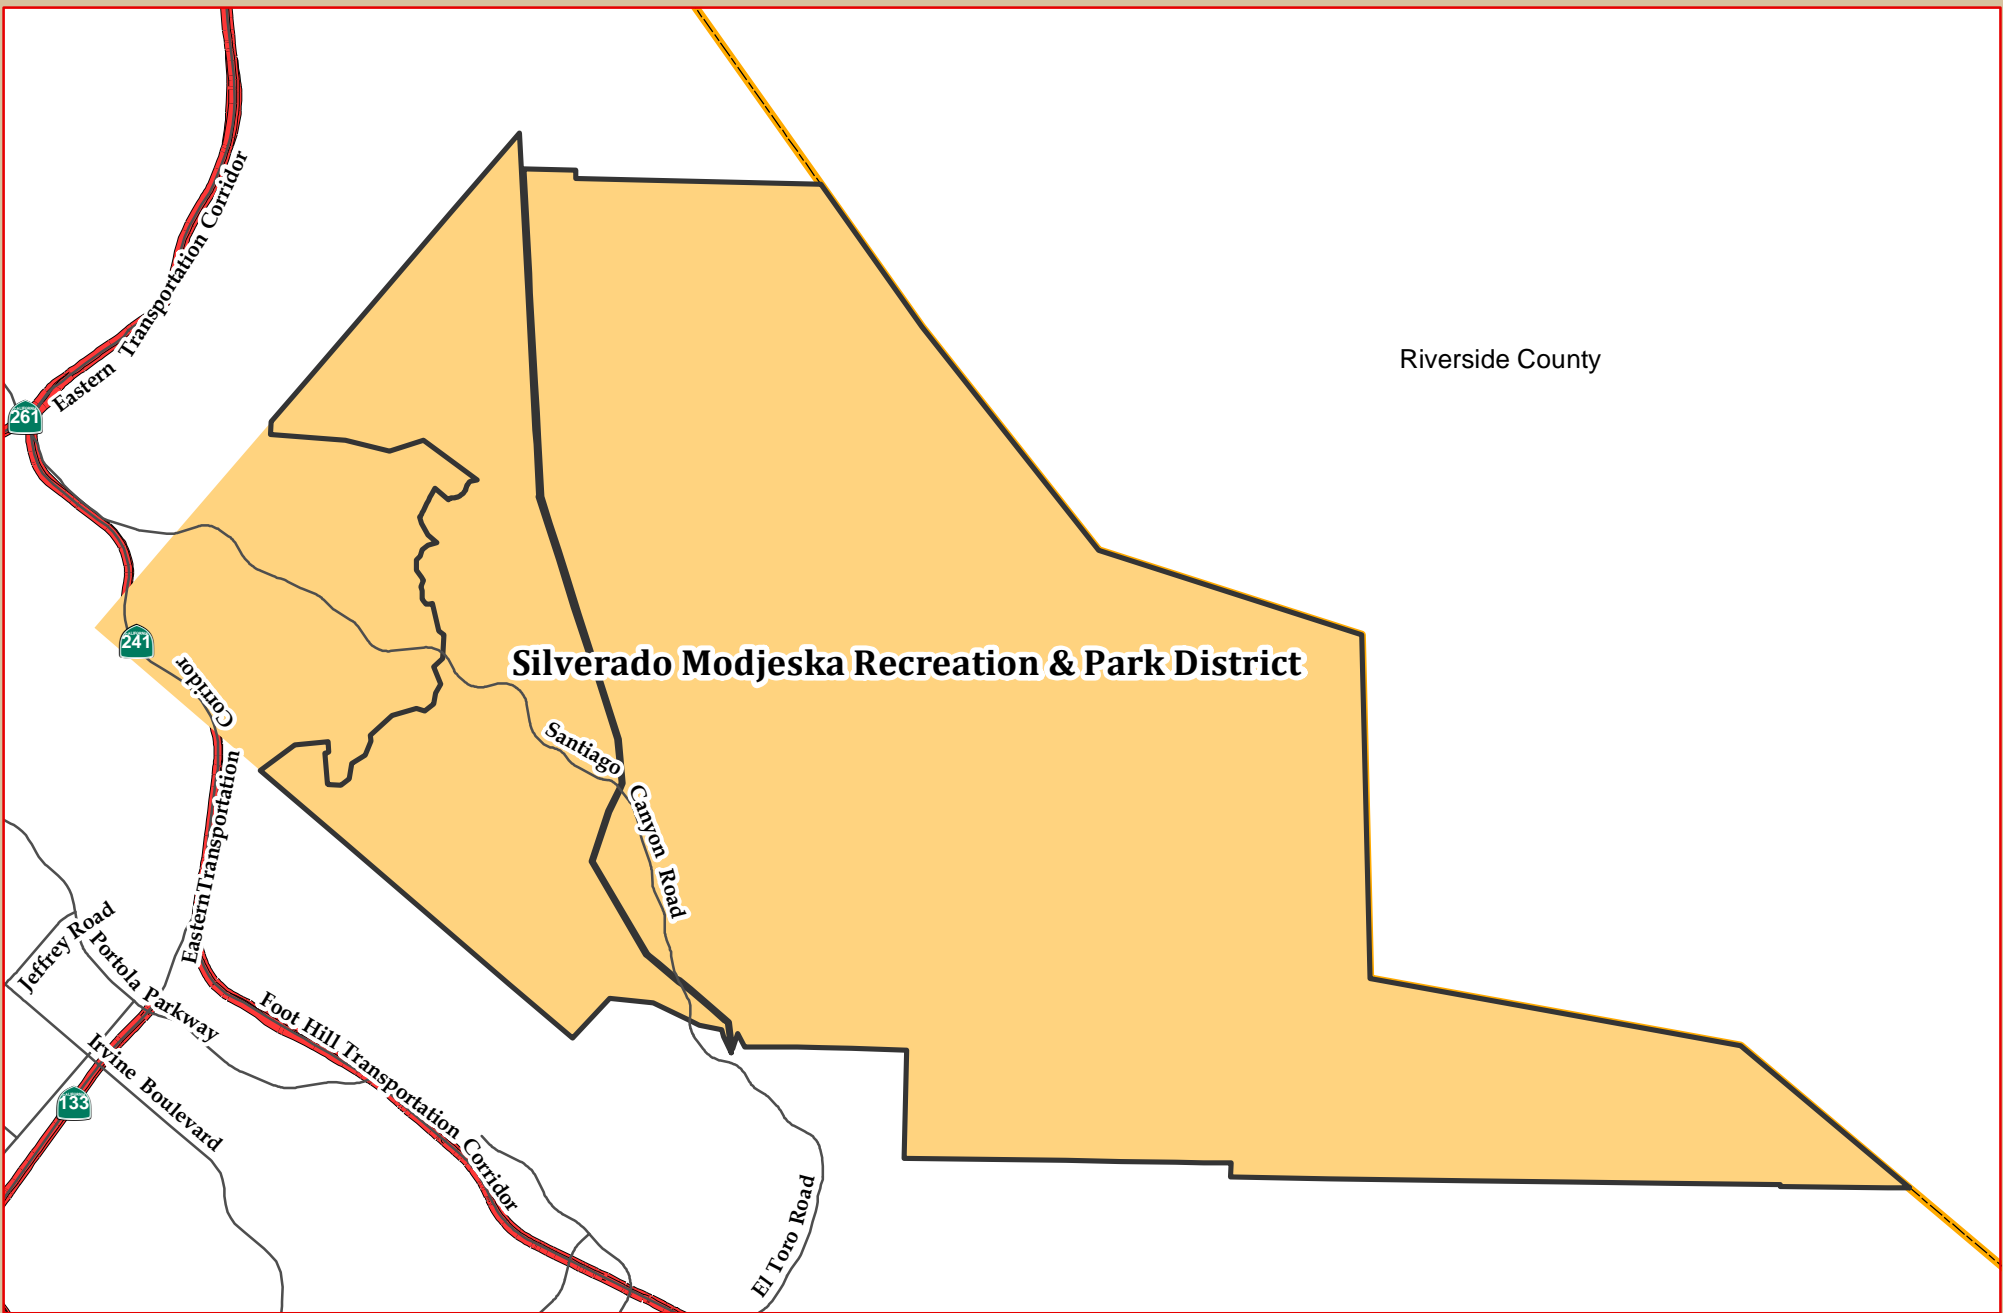 Eastern Transportation Corridor
Riverside County
261
241
Corridor
Silverado Modjeska Recreation & Park District
Santiago Canyon Road
Eastern Transportation
Jeffrey Road
Portola Parkway
Foot Hill Transportation Corridor
Irvine Boulevard
133
El Toro Road